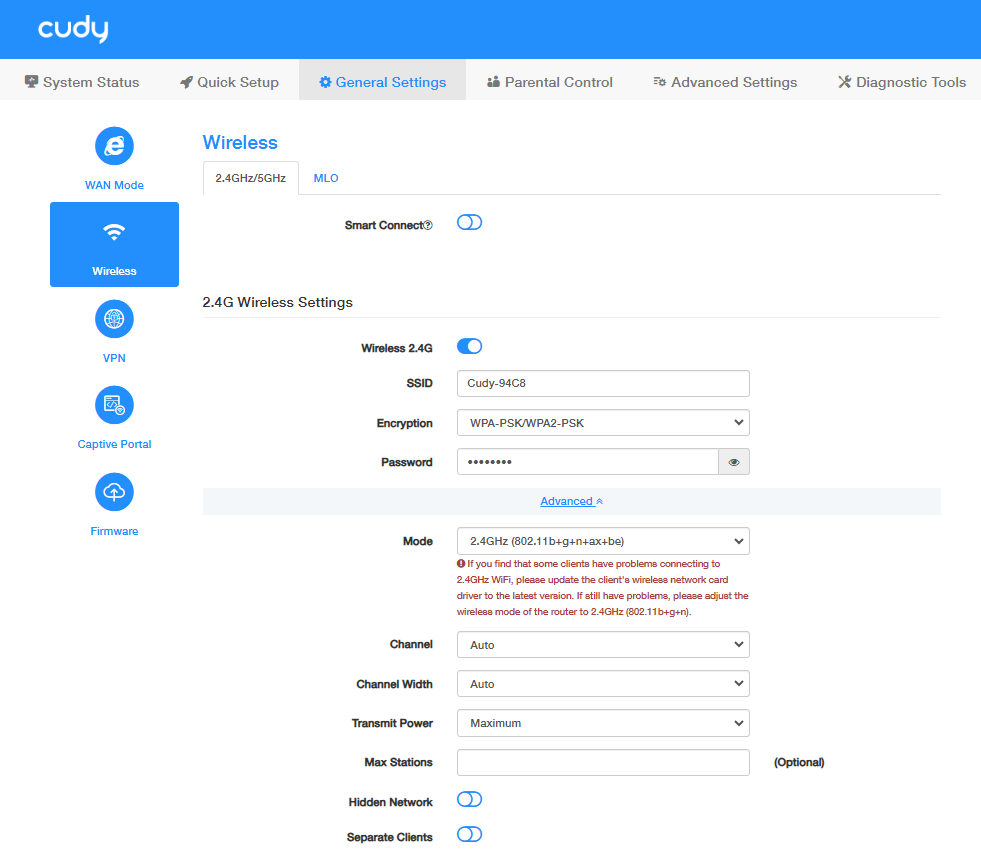 cudy
System Status Quick Setup General Settings Parental Control Advanced Settings Diagnostic Tools
WAN Mode
Wireless
VPN
Captive Portal
Firmware
Wireless
2.4GHz/5GHz MLO
Smart Connect
2.4G Wireless Settings
Wireless 2.4G
SSID Cudy-94C8
Encryption WPA-PSK/WPA2-PSK
Password ••••••••
Advanced
Mode 2.4GHz (802.11b+g+n+ax+be)
If you find that some clients have problems connecting to
2.4GHz WiFi, please update the client's wireless network card
driver to the latest version. If still have problems, please adjust the
wireless mode of the router to 2.4GHz (802.11b+g+n).
Channel Auto
Channel Width Auto
Transmit Power Maximum
Max Stations (Optional)
Hidden Network
Separate Clients